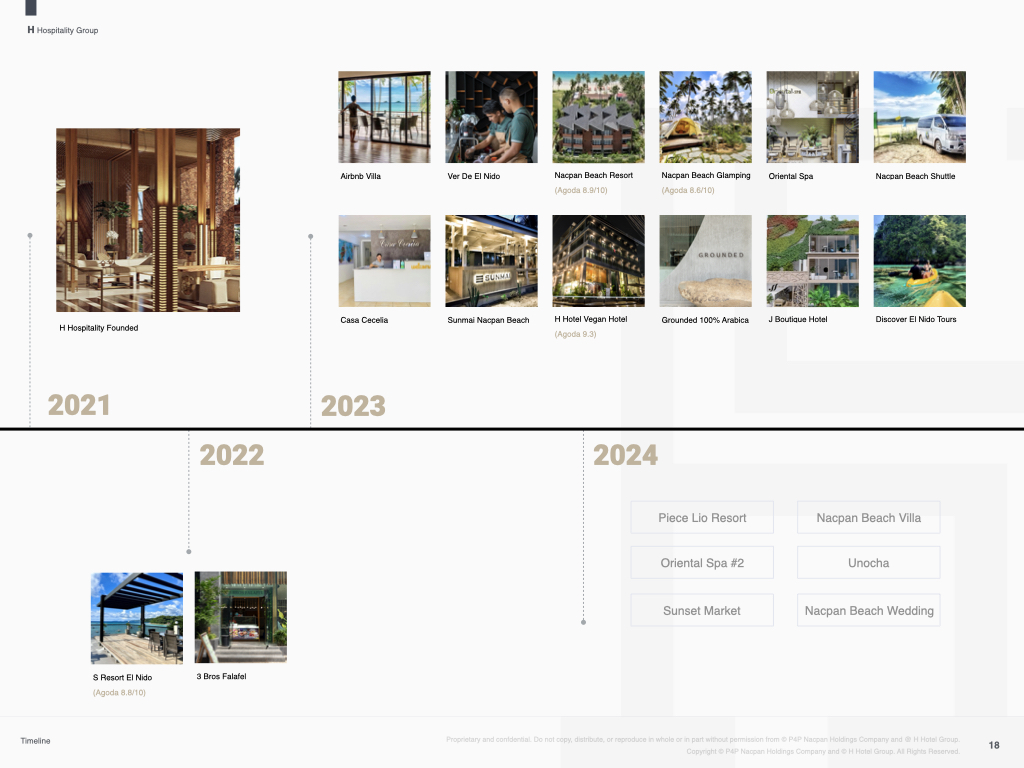 H Hospitality Group
Airbnb Villa
Ver De El Nido
Nacpan Beach Resort
(Agoda 8.9/10)
Nacpan Beach Glamping
(Agoda 8.6/10)
Oriental Spa
Nacpan Beach Shuttle
Casa Cecelia
SUNMAI
Sunmai Nacpan Beach
H Hotel Vegan Hotel
(Agoda 9.3)
GROUNDED
Grounded 100% Arabica
J Boutique Hotel
Discover El Nido Tours
H Hospitality Founded
2021
2023
2022
2024
Piece Lio Resort
Nacpan Beach Villa
Oriental Spa #2
Unocha
Sunset Market
Nacpan Beach Wedding
S Resort El Nido
(Agoda 8.8/10)
3 Bros Falafel
Timeline
Proprietary and confidential. Do not copy, distribute, or reproduce in whole or in part without permission from © P4P Nacpan Holdings Company and @ H Hotel Group.
Copyright © P4P Nacpan Holdings Company and © H Hotel Group. All Rights Reserved.
18